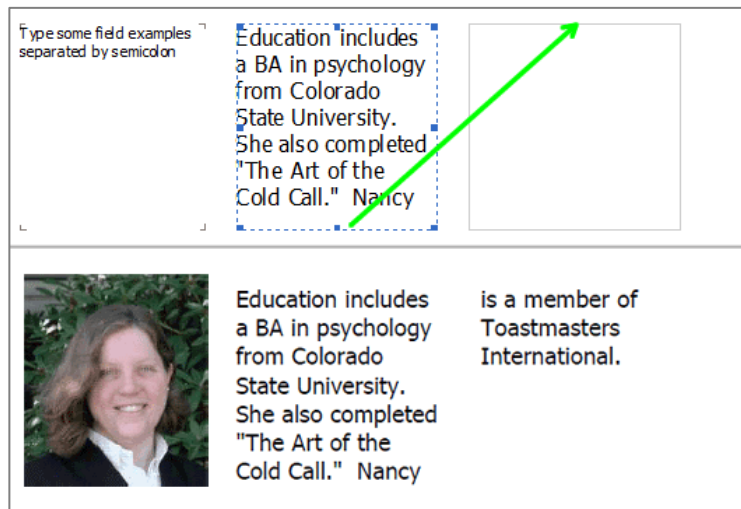 Type some field examples
separated by semicolon
Education includes
a BA in psychology
from Colorado
State University.
She also completed
"The Art of the
Cold Call."  Nancy
Education includes
a BA in psychology
from Colorado
State University.
She also completed
"The Art of the
Cold Call."  Nancy
is a member of
Toastmasters
International.